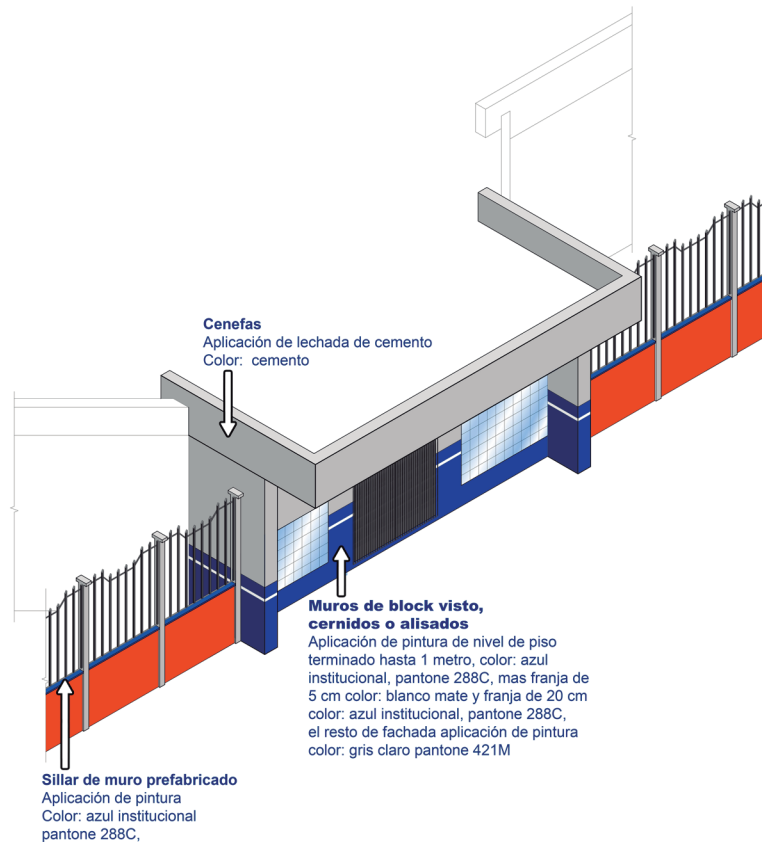 Cenefas
Aplicación de lechada de cemento
Color: cemento
Muros de block visto,
cernidos o alisados
Aplicación de pintura de nivel de piso
terminado hasta 1 metro, color: azul
institucional, pantone 288C, mas franja de
5 cm color: blanco mate y franja de 20 cm
color: azul institucional, pantone 288C,
el resto de fachada aplicación de pintura
color: gris claro pantone 421M
Sillar de muro prefabricado
Aplicación de pintura
Color: azul institucional
pantone 288C,